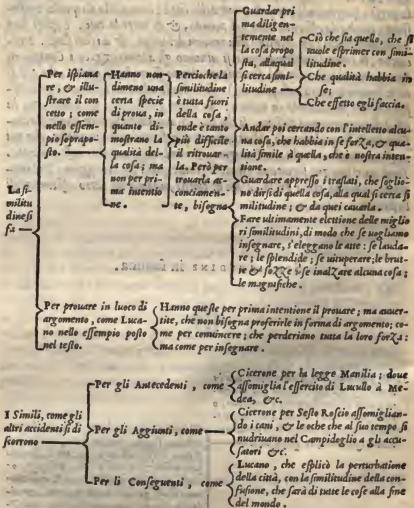 La simi
litu
dine si
fa
Per ispiana
re, & illu-
strare il con
cetto; come
nello essem-
pio soprapo-
sto.
Hanno non
dimeno una
certa specie
di proua, in
quanto di-
mostrano la
qualità del-
la cosa; ma
non per pri-
ma intentio
ne.
Percioche la
similitudine
è tutta fuori
della cosa,
onde è tanto
più difficile
il ritrouar-
la. Però per
trouarla ac-
conciamen-
te, bisogna
Guardar pri
ma diligen-
temente nel
la cosa propo
sta, allaqual
si cerca simi-
litudine
Ciò che sia quello, che si
uuole esprimer con simi-
litudine.
Che qualità habbia in
se;
Che effetto egli faccia.
Andar poi cercando con l'intelletto alcu-
na cosa, che habbia in se forZa, & qua-
lità simile à quella, che è nostra inten-
tione.
Guardare appresso i traslati, che soglio-
no dirsi di quella cosa, alla qual si cerca si
militudine; & da quei cauarla.
Fare ultimamente elettione delle miglio
ri similitudini, di modo che se uogliamo
insegnare, s'eleggano le atte: se lauda-
re; le splendide; se uituperare; le brut-
te & soZZe: se inalZare alcuna cosa;
le magnifiche.
Per prouare in luoco di
argomento, come Luca-
no nello essempio posto
nel testo.
Hanno queste per prima intentione il prouare; ma auuer-
tite, che non bisogna proferirle in forma di argomento; co-
me per conuincere; che perderiano tutta la loro forZa:
ma come per insegnare.
I Simili, come gli
altri accidenti si di
scorrono
Per gli Antecedenti, come
Cicerone per la legge Manilia; doue
assomiglia l'essercito di Lucullo à Me-
dea, &c.
Per gli Aggiunti, come
Cicerone per Sesto Roscio assomiglian-
do i cani, & le oche che al suo tempo si
nudriuano nel Campidoglio a gli accu-
satori &c.
Per li Conseguenti, come
Lucano, che esplicò la perturbatione
della città, con la similitudine della con-
fusione, che sarà di tutte le cose alla fine
del mondo.